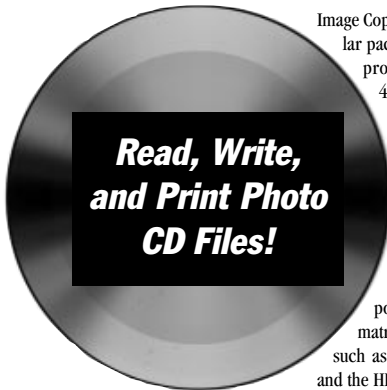 Read, Write,
and Print Photo
CD Files!
Image Cop
lar pac
pro
4
po
matr
such as
and the HI